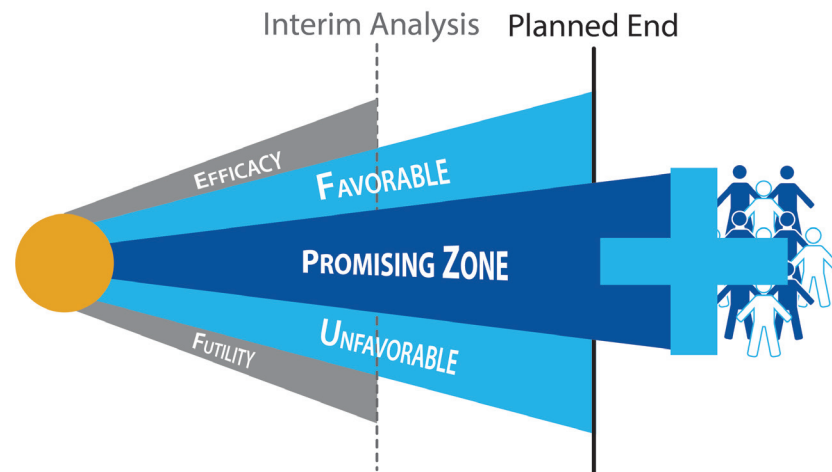 Interim Analysis
Planned End
EFFICACY
FAVORABLE
PROMISING ZONE
UNFAVORABLE
FUTILITY